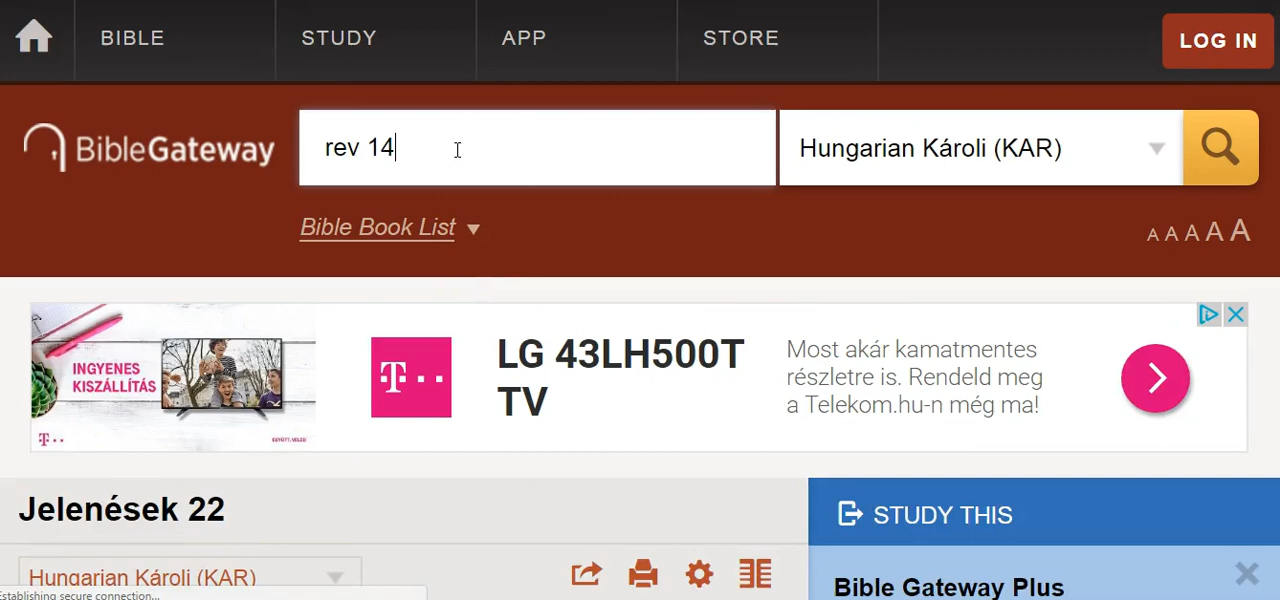 BIBLE STUDY APP STORE LOG IN
BibleGateway rev 14 Hungarian Károli (KAR)
Bible Book List
A A A A A
INGYENES
KISZÁLLÍTÁS
T
EGYÜTT. VELED
T
LG 43LH500T
TV
Most akár kamatmentes
részletre is. Rendeld meg
a Telekom.hu-n még ma!
Jelenések 22
STUDY THIS
Hungarian Károli (KAR)
Bible Gateway Plus
Establishing secure connection...